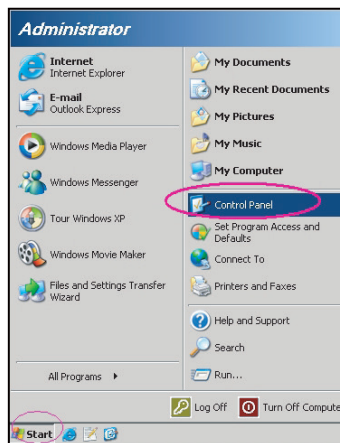 Administrator
Internet
Internet Explorer
E-mail
Outlook Express
Windows Media Player
Windows Messenger
Tour Windows XP
Windows Movie Maker
Files and Settings Transfer
Wizard
All Programs
My Documents
My Recent Documents
My Pictures
My Music
My Computer
Control Panel
Set Program Access and
Defaults
Connect To
Printers and Faxes
Help and Support
Search
Run...
Log Off Turn Off Compute
Start